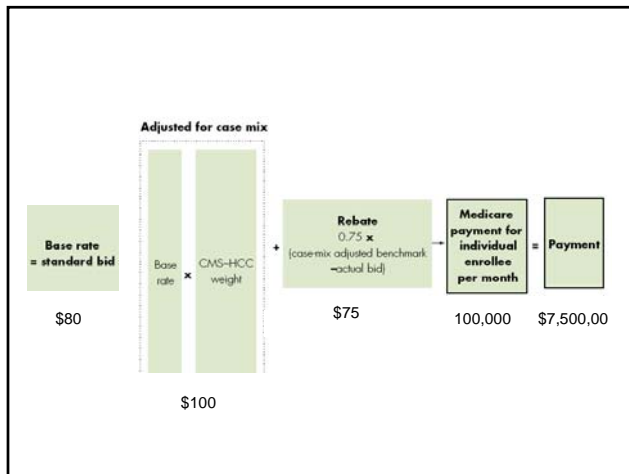 Adjusted for case mix
Base rate
= standard bid
Base
rate
×
CMS–HCC
weight
+
Rebate
0.75 ×
(case-mix adjusted benchmark
–actual bid)
→
Medicare
payment for
individual
enrollee
per month
=
Payment
$80
$100
$75
100,000
$7,500,00